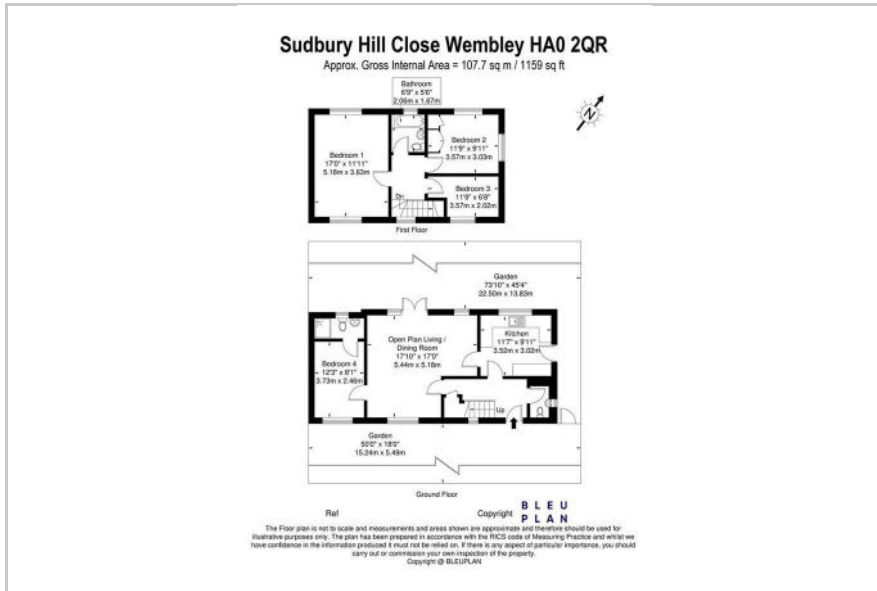 Sudbury Hill Close Wembley HA0 2QR
Approx. Gross Internal Area = 107.7 sq m / 1159 sq ft
Bathroom
6'9" x 5'6"
2.06m x 1.67m
N
Bedroom 1
17'0" x 11'11"
5.18m x 3.63m
Bedroom 2
11'9" x 9'11"
3.57m x 3.03m
Bedroom 3
11'9" x 6'8"
3.57m x 2.02m
Dn
First Floor
Garden
73'10" x 45'4"
22.50m x 13.83m
Open Plan Living /
Dining Room
17'10" x 17'0"
5.44m x 5.18m
Kitchen
11'7" x 9'11"
3.52m x 3.02m
Bedroom 4
12'3" x 8'1"
3.73m x 2.46m
Up
Garden
50'0" x 18'0"
15.24m x 5.49m
Ground Floor
Ref
Copyright
BLEU
PLAN
The Floor plan is not to scale and measurements and areas shown are approximate and therefore should be used for
illustrative purposes only. The plan has been prepared in accordance with the RICS code of Measuring Practice and whilst we
have confidence in the information produced it must not be relied on. If there is any aspect of particular importance, you should
carry out or commission your own inspection of the property.
Copyright @ BLEUPLAN